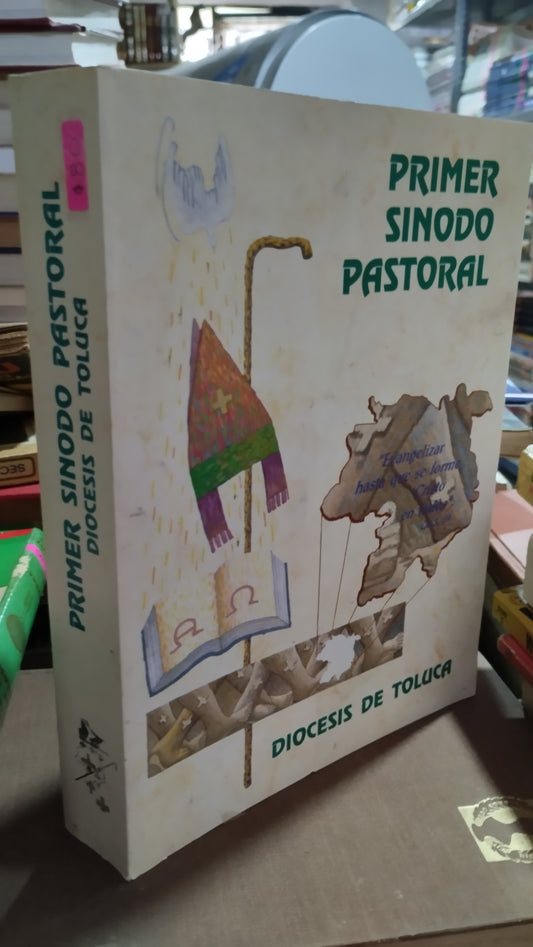 PRIMER
SINODO
PASTORAL
"Evangelizar
hasta que se forme
Cristo
DIOCESIS DE TOLUCA
PRIMER SINODO PASTORAL
DIOCESIS DE TOLUCA